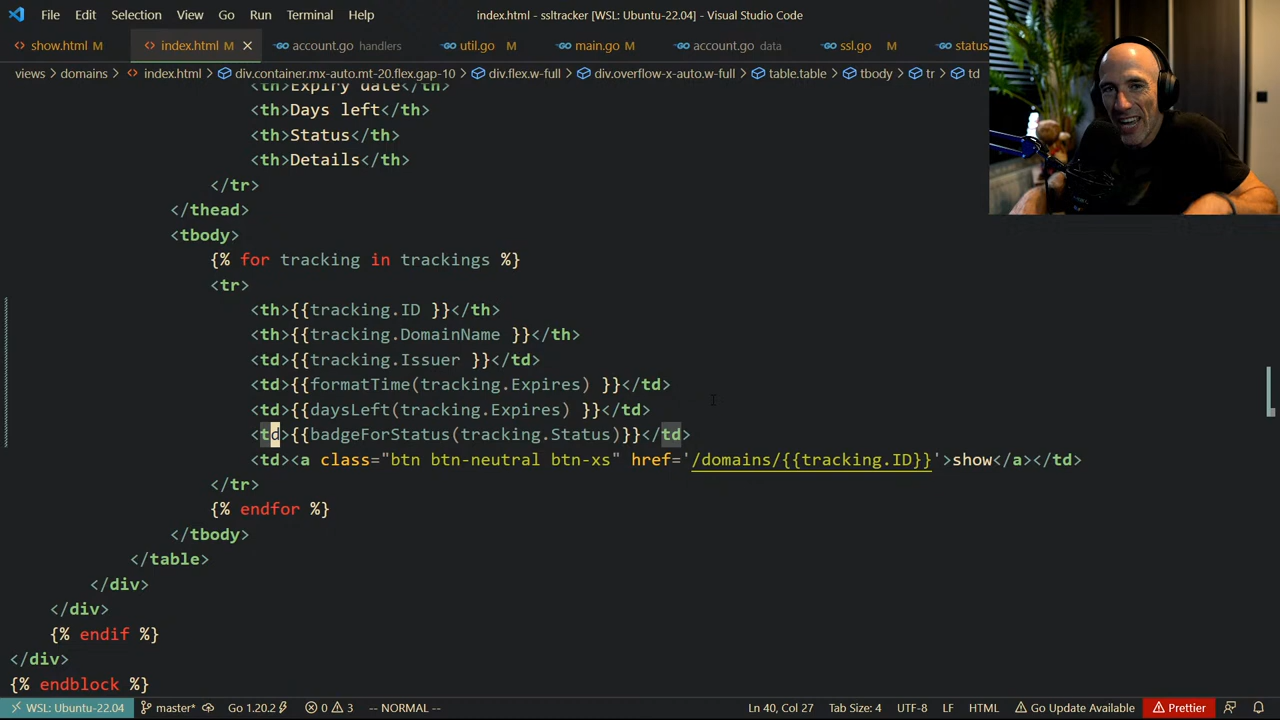 File Edit Selection View Go Run Terminal Help index.html - ssltracker [WSL: Ubuntu-22.04] - Visual Studio Code
show.html M index.html M account.go handlers util.go M main.go M account.go data ssl.go M status
views domains index.html div.container.mx-auto.mt-20.flex.gap-10 div.flex.w-full div.overflow-x-auto.w-full table.table tbody tr td
<th>Expiry date</th>
<th>Days left</th>
<th>Status</th>
<th>Details</th>
</tr>
</thead>
<tbody>
{% for tracking in trackings %}
<tr>
<th>{{tracking.ID }}</th>
<th>{{tracking.DomainName }}</th>
<td>{{tracking.Issuer }}</td>
<td>{{formatTime(tracking.Expires) }}</td>
<td>{{daysLeft(tracking.Expires) }}</td>
<td>{{badgeForStatus(tracking.Status)}}</td>
<td><a class="btn btn-neutral btn-xs" href='/domains/{{tracking.ID}}'>show</a></td>
</tr>
{% endfor %}
</tbody>
</table>
</div>
</div>
{% endif %}
</div>
{% endblock %}
WSL: Ubuntu-22.04 master* Go 1.20.2 0 3 -- NORMAL -- Ln 40, Col 27 Tab Size: 4 UTF-8 LF HTML Go Update Available Prettier